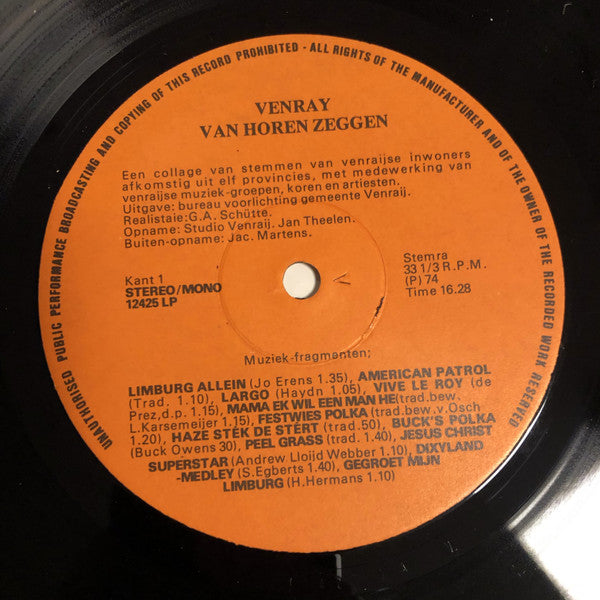 UNAUTHORISED PUBLIC PERFORMANCE BROADCASTING AND COPYING OF THIS RECORD PROHIBITED - ALL RIGHTS OF THE MANUFACTURER AND OF THE OWNER OF THE RECORDED WORK RESERVED
VENRAY
VAN HOREN ZEGGEN
Een collage van stemmen van venraijse inwoners
afkomstig uit elf provincies, met medewerking van
venraijse muziek-groepen, koren en artiesten.
Uitgave: bureau voorlichting gemeente Venraij.
Realistaie:G.A. Schütte.
Opname: Studio Venraij. Jan Theelen.
Buiten-opname: Jac. Martens.
Kant 1
STEREO/MONO
12425 LP
Stemra
33 1/3 R.P.M.
(P) 74
Time 16.28
Muziek-fragmenten;
LIMBURG ALLEIN (Jo Erens 1.35), AMERICAN PATROL
(Trad. 1.10), LARGO (Haydn 1.05), VIVE LE ROY (de
Prez,d.p. 1.15), MAMA EK WIL EEN MAN HE(trad.bew.
L.Karsemeijer 1.15), FESTWIES POLKA (trad.bew.v.Osch
1.20), HAZE STÉK DE STÉRT (trad.50), BUCK'S POLKA
(Buck Owens 30), PEEL GRASS (trad. 1.40), JESUS CHRIST
SUPERSTAR(Andrew Lloijd Webber 1.10), DIXYLAND
-MEDLEY (S.Egberts 1.40), GEGROET MIJN
LIMBURG (H.Hermans 1.10)